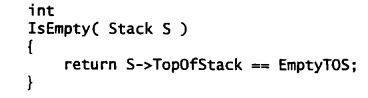 int
IsEmpty( Stack S )
{
    return S->TopOfStack == EmptyTOS;
}